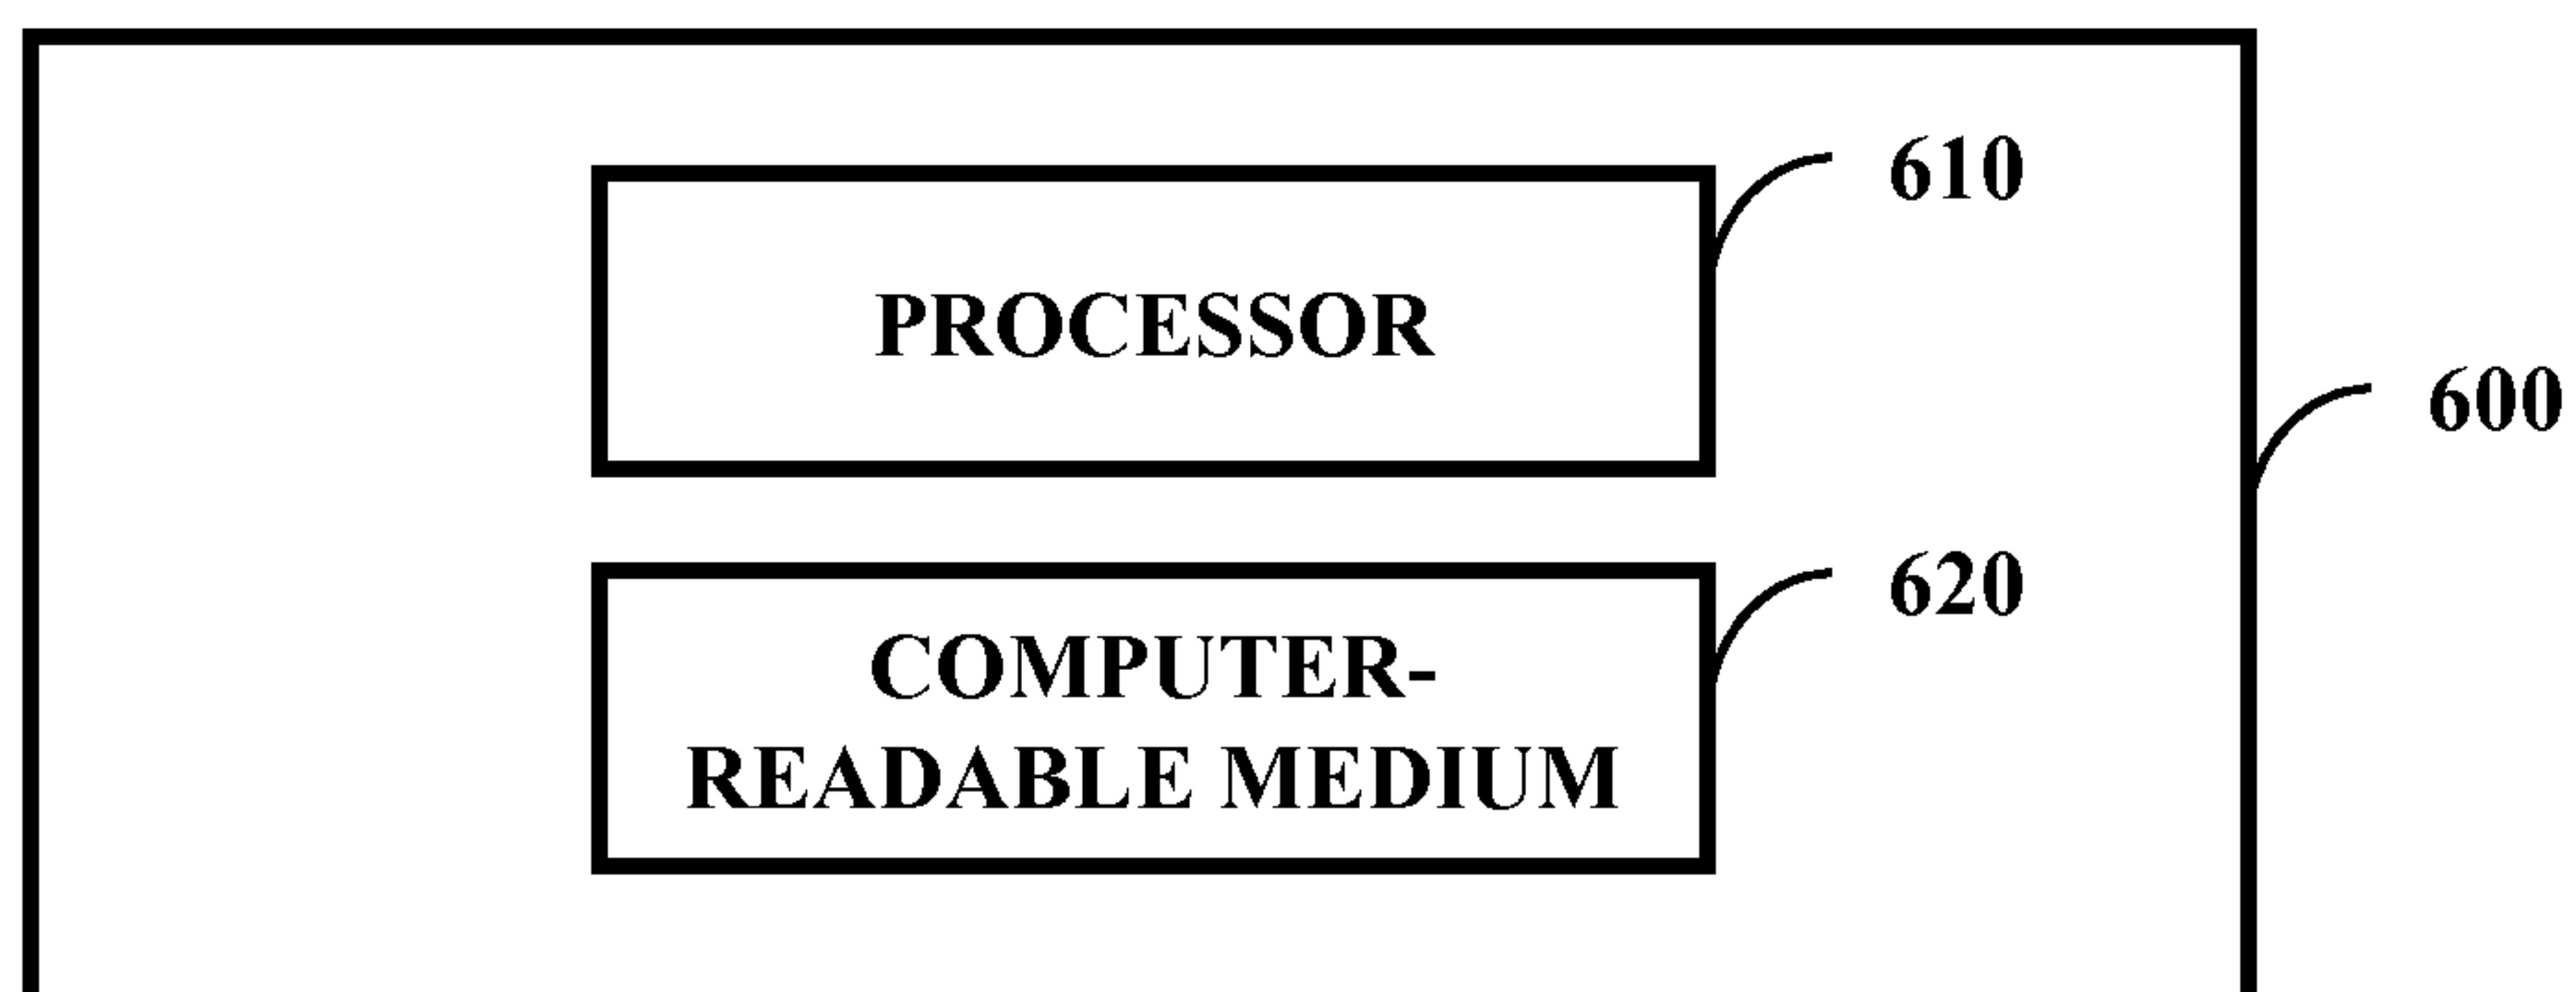 610
PROCESSOR
600
620
COMPUTER-
READABLE MEDIUM